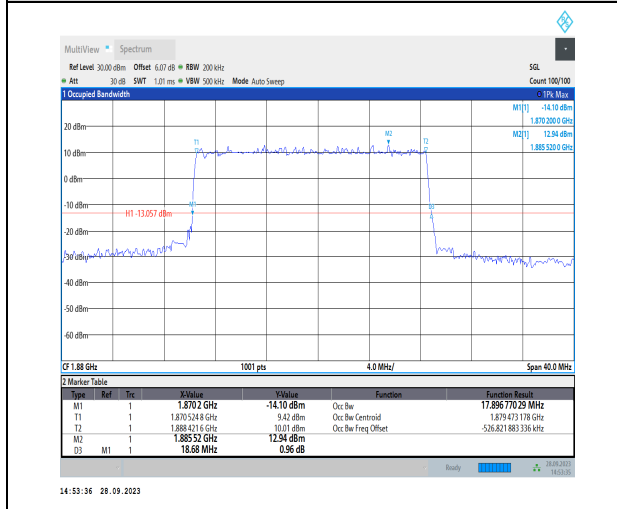 MultiView Spectrum
Ref Level 30.00 dBm Offset 6.07 dB RBW 200 kHz SGL
Att 30 dB SWT 1.01 ms VBW 500 kHz Mode Auto Sweep Count 100/100
1 Occupied Bandwidth 1Pk Max
M1[1] -14.10 dBm
1.870 200 0 GHz
M2[1] 12.94 dBm
1.885 520 0 GHz
20 dBm
M2
T1 T2
10 dBm
0 dBm
-10 dBm
M1 D3
H1 -13.057 dBm
-20 dBm
-30 dBm
-40 dBm
-50 dBm
-60 dBm
CF 1.88 GHz 1001 pts 4.0 MHz/ Span 40.0 MHz
2 Marker Table
Type Ref Trc X-Value Y-Value Function Function Result
M1 1 1.870 2 GHz -14.10 dBm Occ Bw 17.896 770 29 MHz
T1 1 1.870 524 8 GHz 9.42 dBm Occ Bw Centroid 1.879 473 178 GHz
T2 1 1.888 421 6 GHz 10.01 dBm Occ Bw Freq Offset -526.821 883 336 kHz
M2 1 1.885 52 GHz 12.94 dBm
D3 M1 1 18.68 MHz 0.96 dB
Ready 28.09.2023
14:53:35
14:53:36 28.09.2023